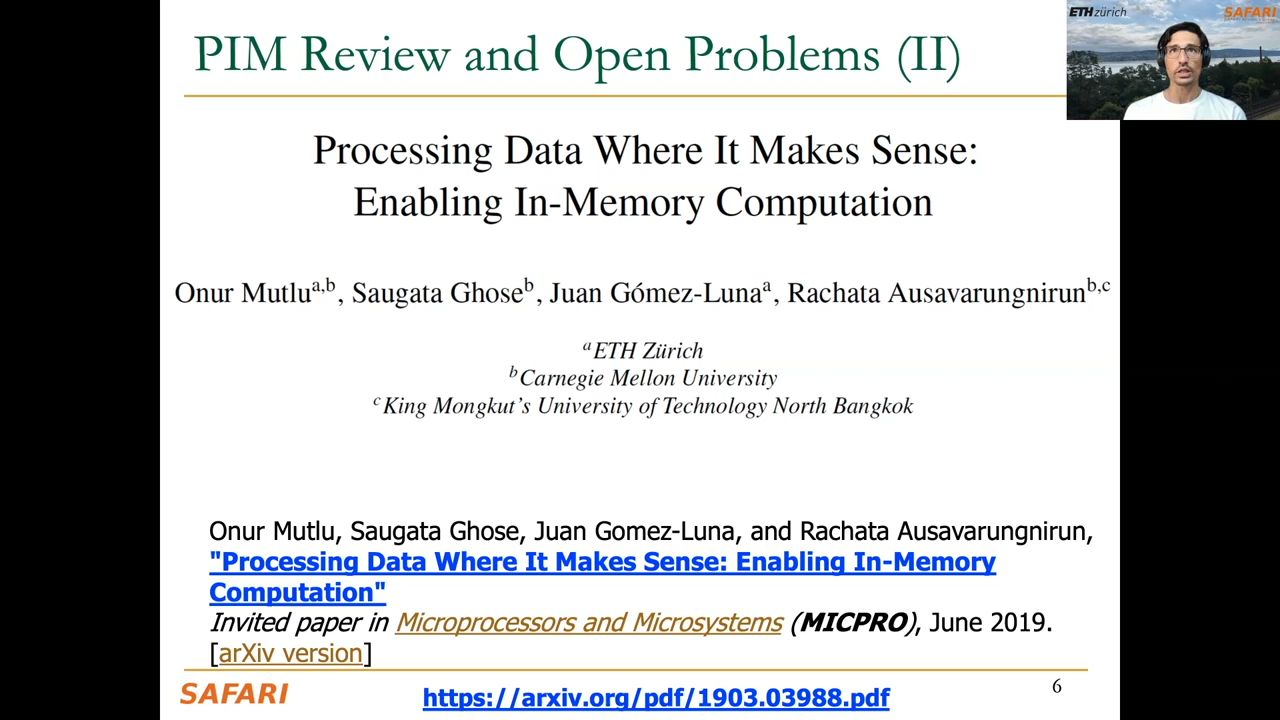 PIM Review and Open Problems (II)
ETH zürich
SAFARI
Processing Data Where It Makes Sense:
Enabling In-Memory Computation
Onur Mutluᵃ,ᵇ, Saugata Ghoseᵇ, Juan Gómez-Lunaᵃ, Rachata Ausavarungnirunᵇ,ᶜ
ᵃETH Zürich
ᵇCarnegie Mellon University
ᶜKing Mongkut's University of Technology North Bangkok
Onur Mutlu, Saugata Ghose, Juan Gomez-Luna, and Rachata Ausavarungnirun,
"Processing Data Where It Makes Sense: Enabling In-Memory
Computation"
Invited paper in Microprocessors and Microsystems (MICPRO), June 2019.
[arXiv version]
SAFARI
https://arxiv.org/pdf/1903.03988.pdf
6